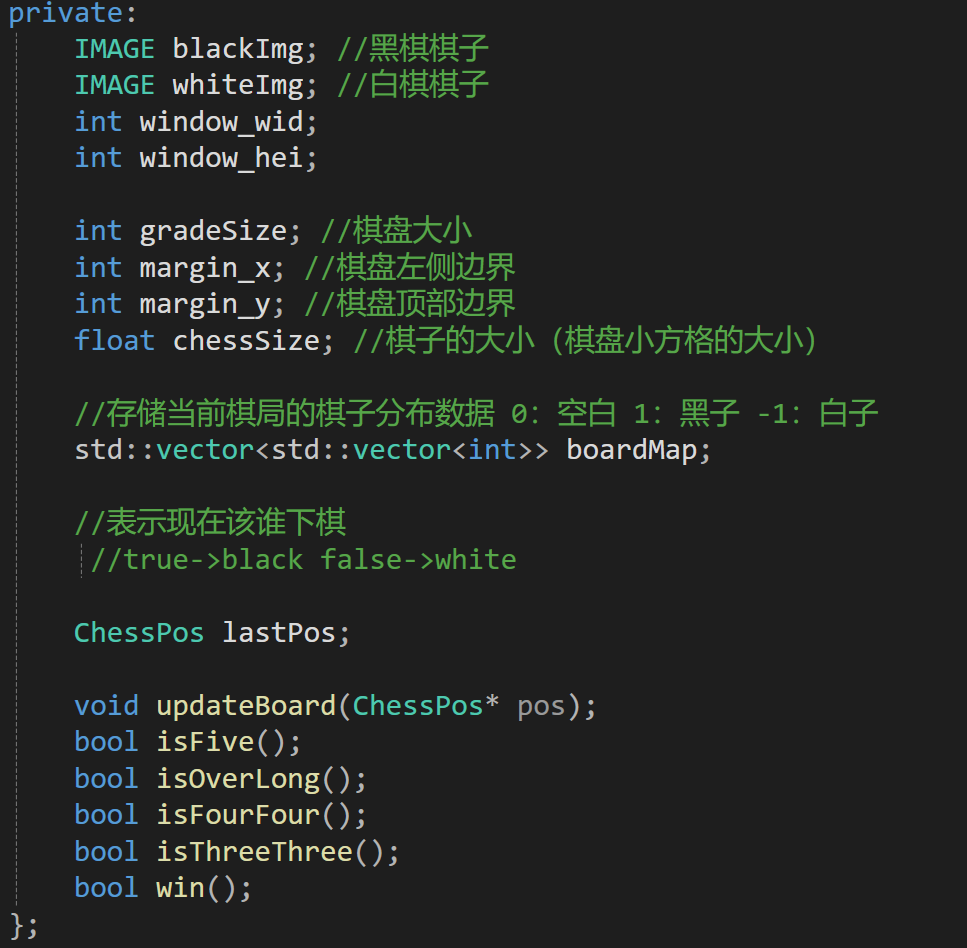 private:
IMAGE blackImg; //黑棋棋子
IMAGE whiteImg; //白棋棋子
int window_wid;
int window_hei;
int gradeSize; //棋盘大小
int margin_x; //棋盘左侧边界
int margin_y; //棋盘顶部边界
float chessSize; //棋子的大小（棋盘小方格的大小）
//存储当前棋局的棋子分布数据 0: 空白 1: 黑子 -1: 白子
std::vector<std::vector<int>> boardMap;
//表示现在该谁下棋
//true->black false->white
ChessPos lastPos;
void updateBoard(ChessPos* pos);
bool isFive();
bool isOverLong();
bool isFourFour();
bool isThreeThree();
bool win();
};